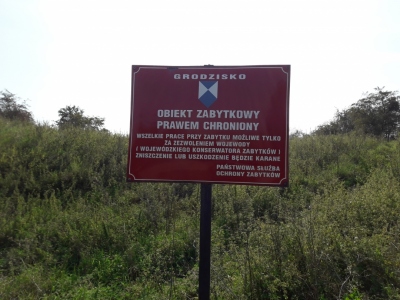 GRODZISKO
OBIEKT ZABYTKOWY
PRAWEM CHRONIONY
WSZELKIE PRACE PRZY ZABYTKU MOŻLIWE TYLKO
ZA ZEZWOLENIEM WOJEWODY
I WOJEWÓDZKIEGO KONSERWATORA ZABYTKÓW I
ZNISZCZENIE LUB USZKODZENIE BĘDZIE KARANE
PAŃSTWOWA SŁUŻBA
OCHRONY ZABYTKÓW